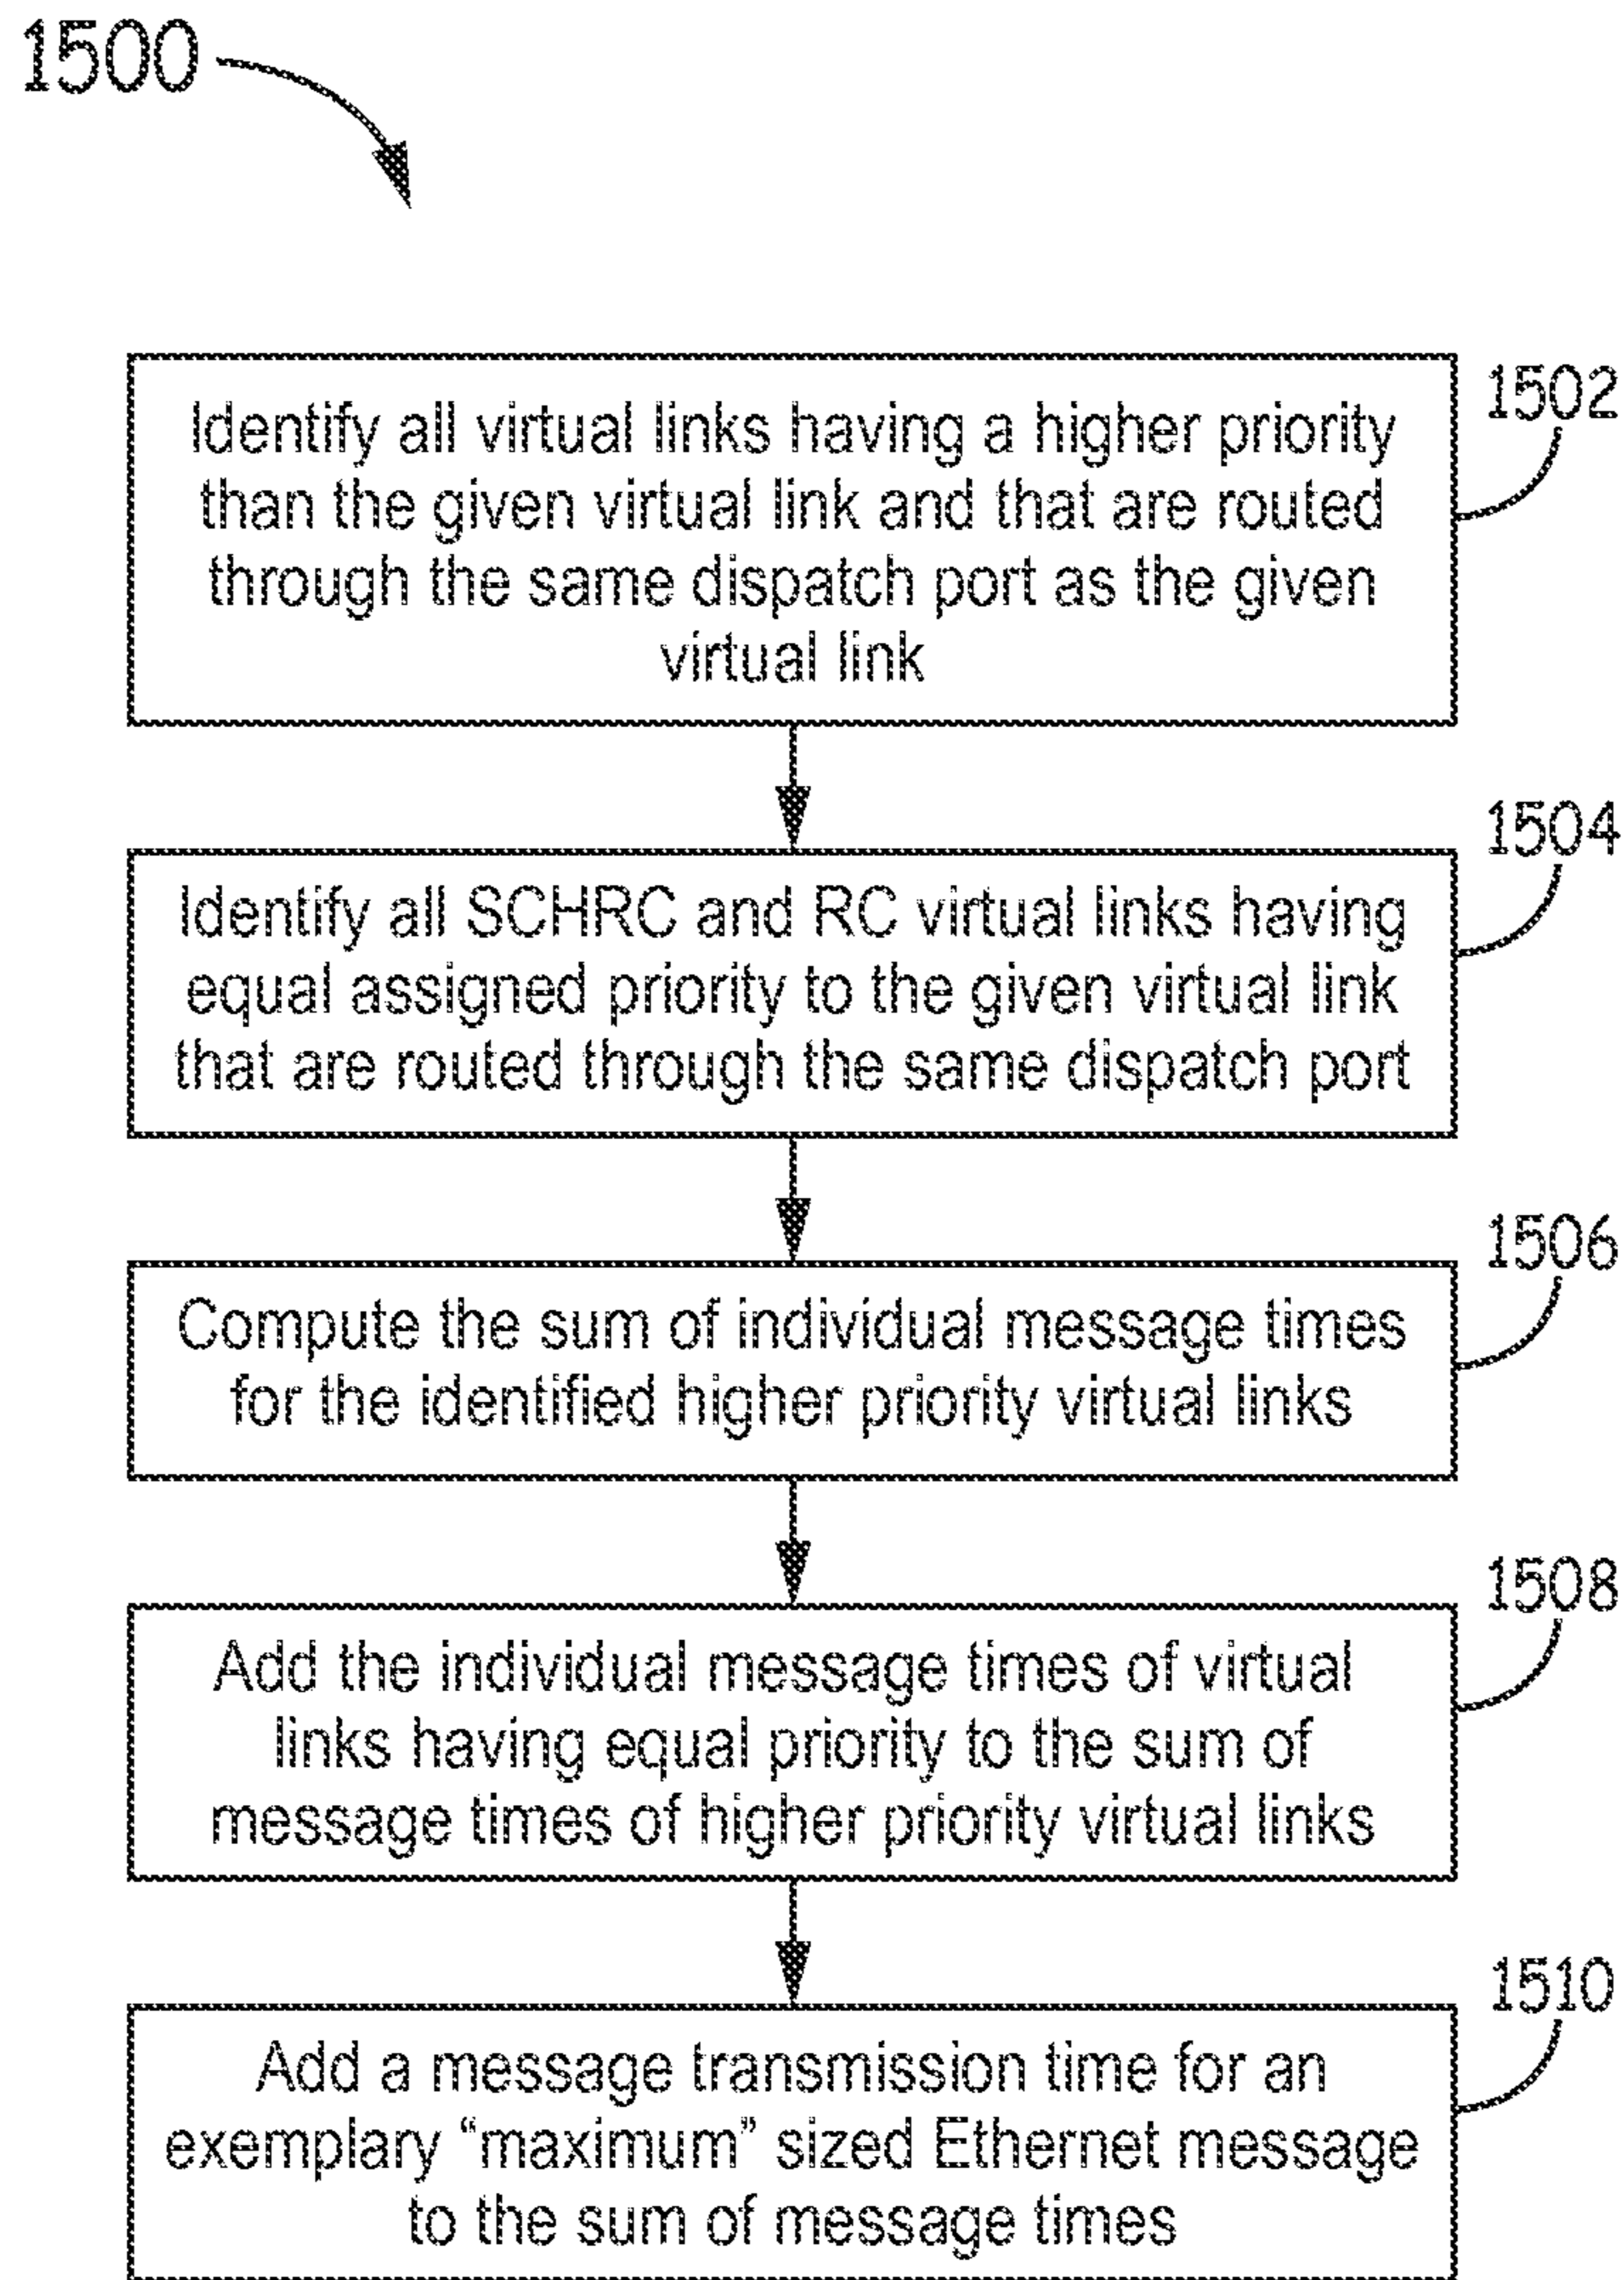 1500
Identify all virtual links having a higher priority
than the given virtual link and that are routed
through the same dispatch port as the given
virtual link
1502
Identify all SCHRC and RC virtual links having
equal assigned priority to the given virtual link
that are routed through the same dispatch port
1504
Compute the sum of individual message times
for the identified higher priority virtual links
1506
Add the individual message times of virtual
links having equal priority to the sum of
message times of higher priority virtual links
1508
Add a message transmission time for an
exemplary “maximum” sized Ethernet message
to the sum of message times
1510